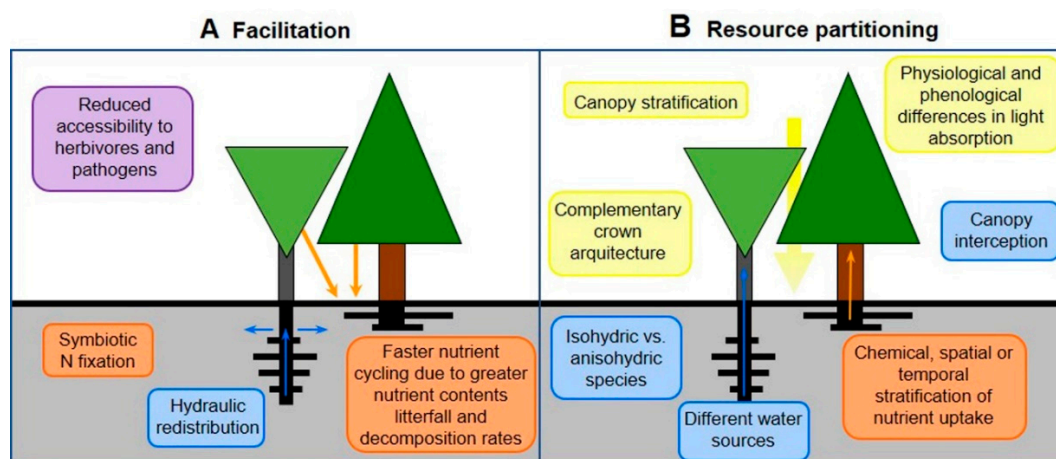 A Facilitation
Reduced
accessibility to
herbivores and
pathogens
Symbiotic
N fixation
Hydraulic
redistribution
Faster nutrient
cycling due to greater
nutrient contents
litterfall and
decomposition rates
B Resource partitioning
Canopy stratification
Physiological and
phenological
differences in light
absorption
Complementary
crown
arquitecture
Canopy
interception
Isohydric vs.
anisohydric
species
Different water
sources
Chemical, spatial or
temporal
stratification of
nutrient uptake